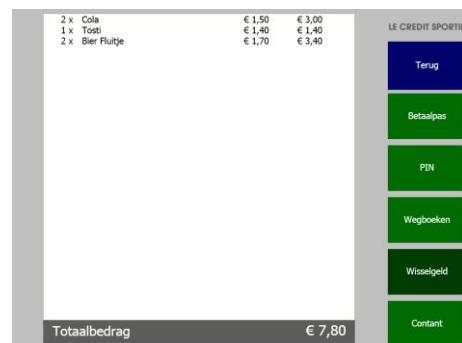 2 x Cola € 1,50 € 3,00
1 x Tosti € 1,40 € 1,40
2 x Bier Fluitje € 1,70 € 3,40
Totaalbedrag € 7,80
LE CREDIT SPORTIF
Terug
Betaalpas
PIN
Wegboeken
Wisselgeld
Contant